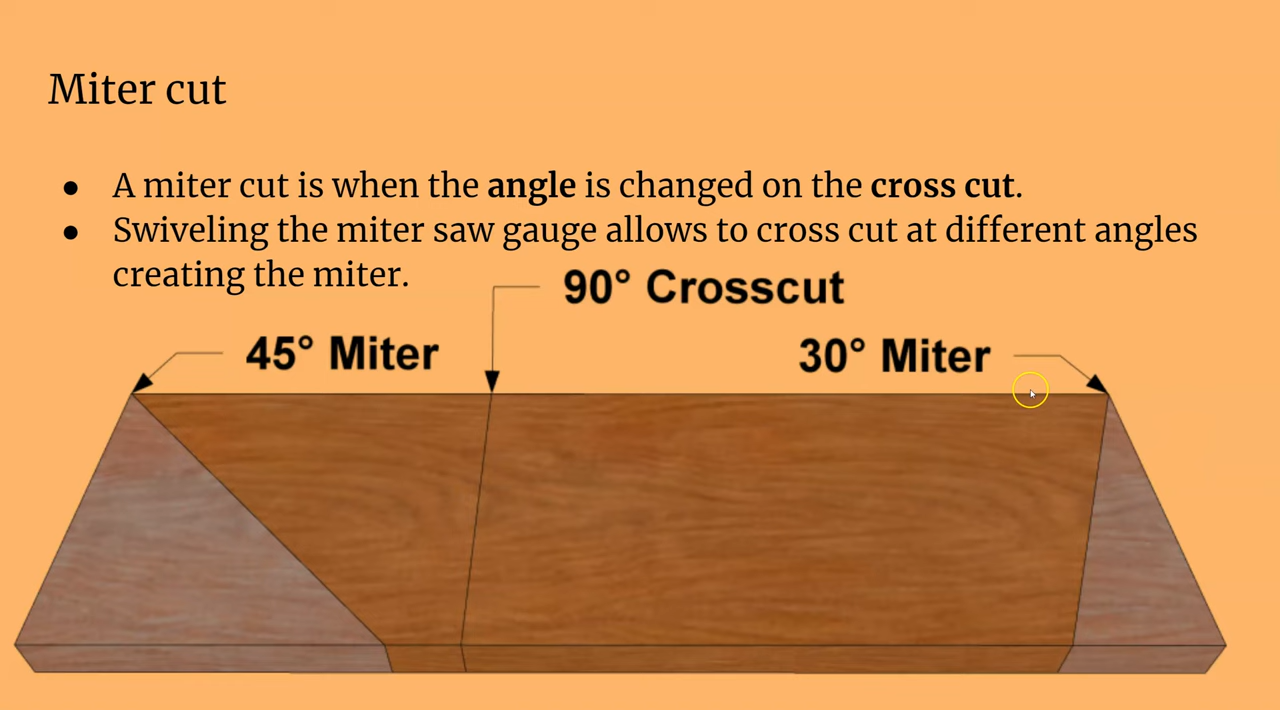 Miter cut
● A miter cut is when the angle is changed on the cross cut.
● Swiveling the miter saw gauge allows to cross cut at different angles
creating the miter.
90° Crosscut
45° Miter
30° Miter